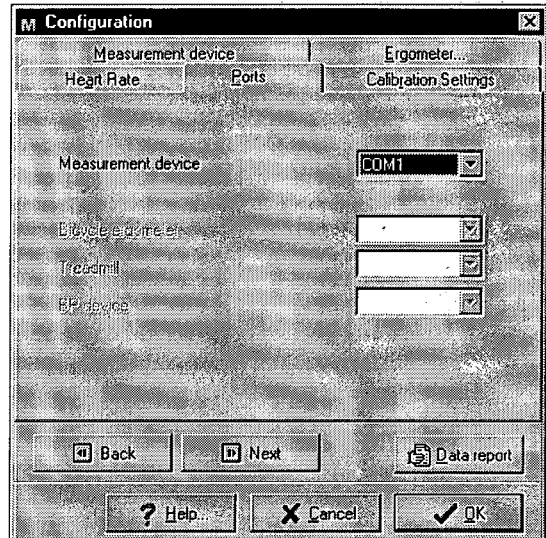 M Configuration
Measurement device Ergometer...
Heart Rate Ports Calibration Settings
Measurement device COM1
Bicycle ergometer
Treadmill
BP device
Back Next Data report
? Help... X Cancel OK